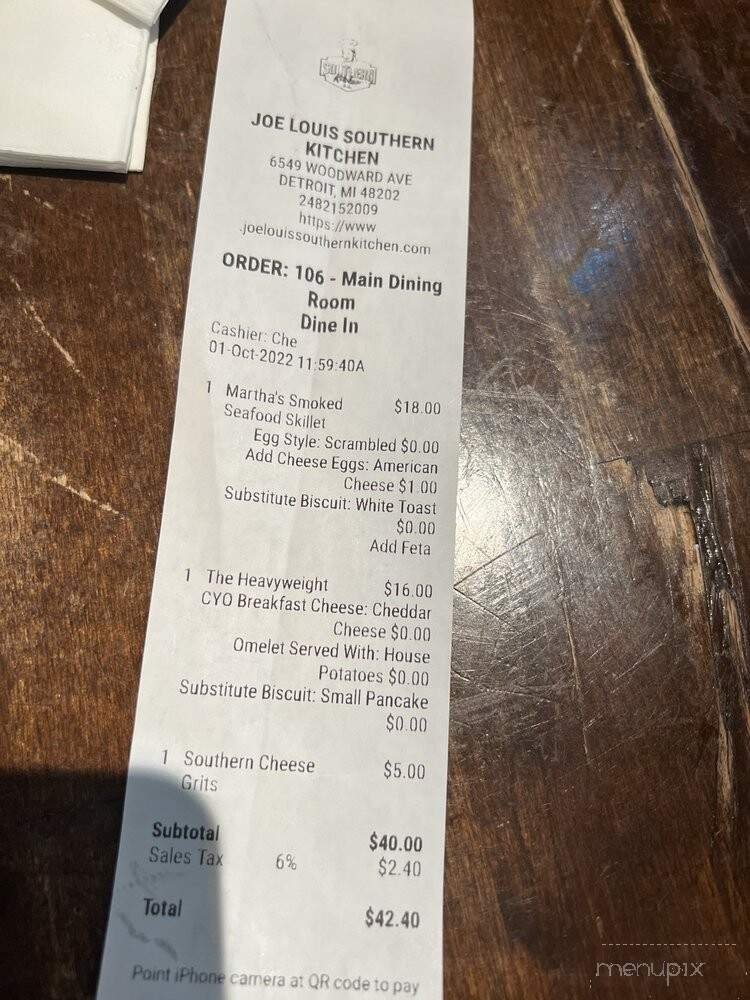 SOUTHERN
JOE LOUIS SOUTHERN
KITCHEN
6549 WOODWARD AVE
DETROIT, MI 48202
2482152009
https://www
.joelouissouthernkitchen.com
ORDER: 106 - Main Dining
Room
Dine In
Cashier: Che
01-Oct-2022 11:59:40A
1 Martha's Smoked $18.00
Seafood Skillet
Egg Style: Scrambled $0.00
Add Cheese Eggs: American
Cheese $1.00
Substitute Biscuit: White Toast
$0.00
Add Feta
1 The Heavyweight $16.00
CYO Breakfast Cheese: Cheddar
Cheese $0.00
Omelet Served With: House
Potatoes $0.00
Substitute Biscuit: Small Pancake
$0.00
1 Southern Cheese $5.00
Grits
Subtotal $40.00
Sales Tax 6% $2.40
Total $42.40
Point iPhone camera at QR code to pay
menupix